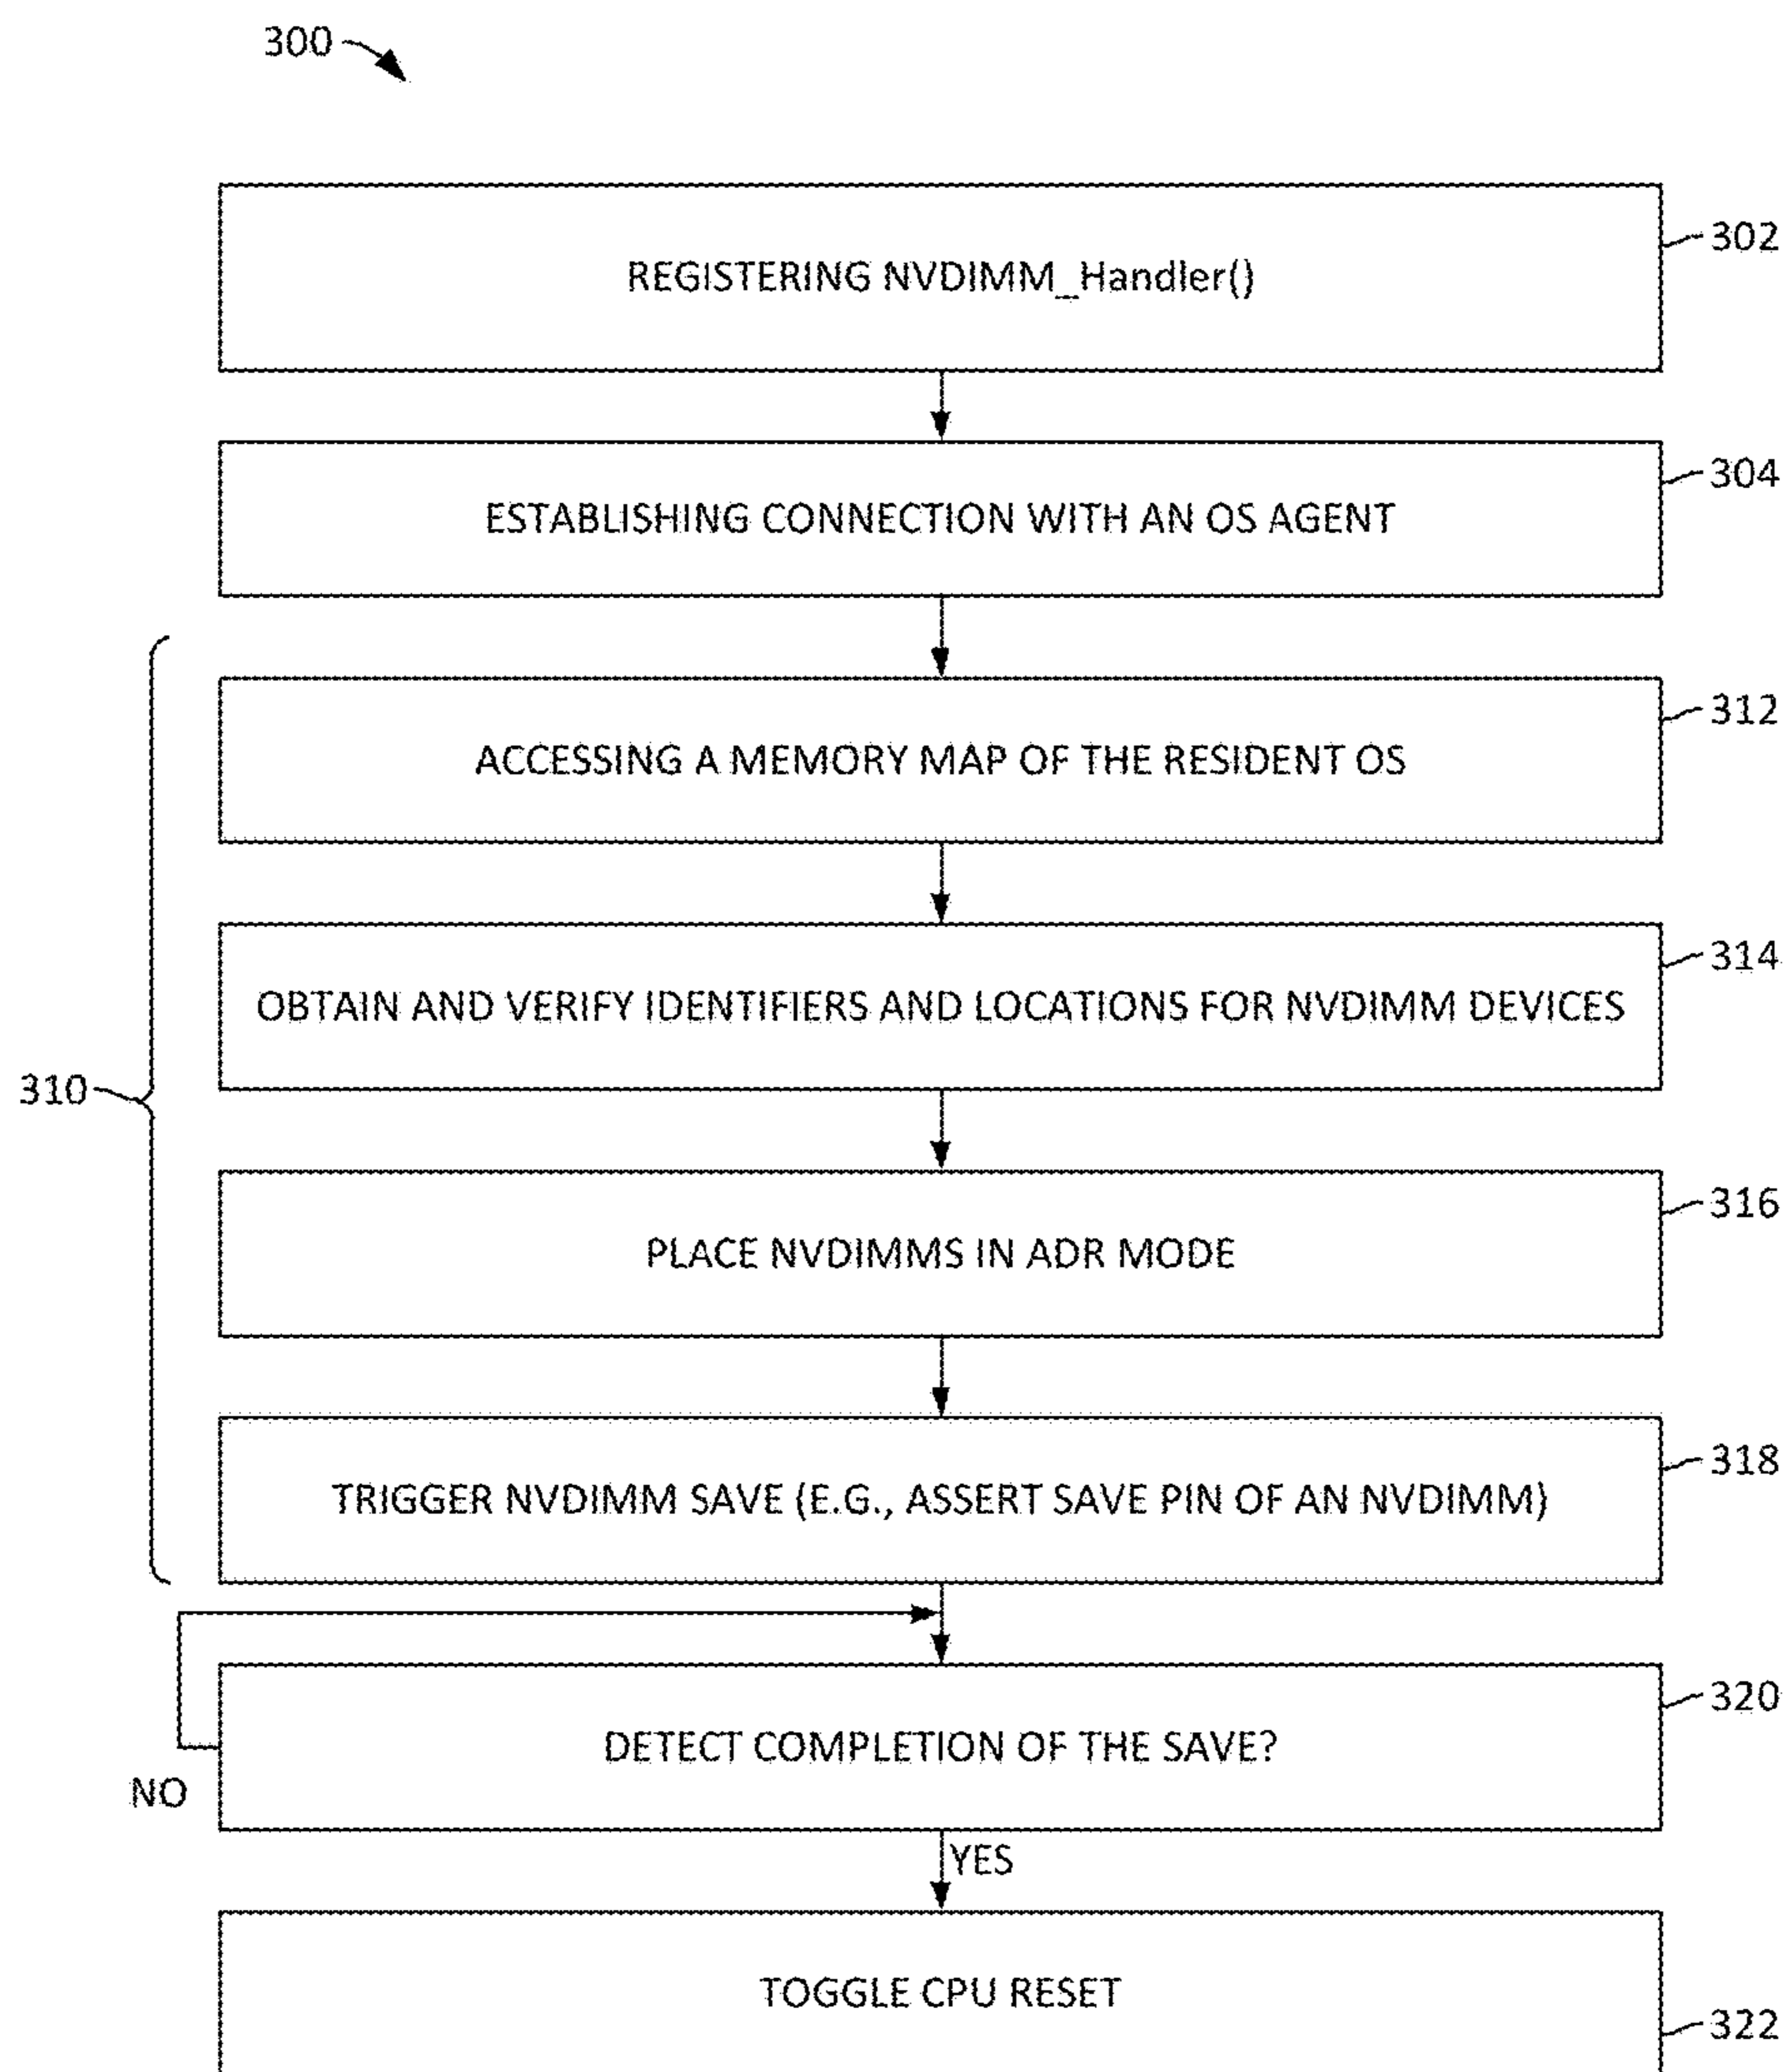 300
REGISTERING NVDIMM_Handler()
302
ESTABLISHING CONNECTION WITH AN OS AGENT
304
ACCESSING A MEMORY MAP OF THE RESIDENT OS
312
OBTAIN AND VERIFY IDENTIFIERS AND LOCATIONS FOR NVDIMM DEVICES
314
310
PLACE NVDIMMS IN ADR MODE
316
TRIGGER NVDIMM SAVE (E.G., ASSERT SAVE PIN OF AN NVDIMM)
318
DETECT COMPLETION OF THE SAVE?
320
NO
YES
TOGGLE CPU RESET
322